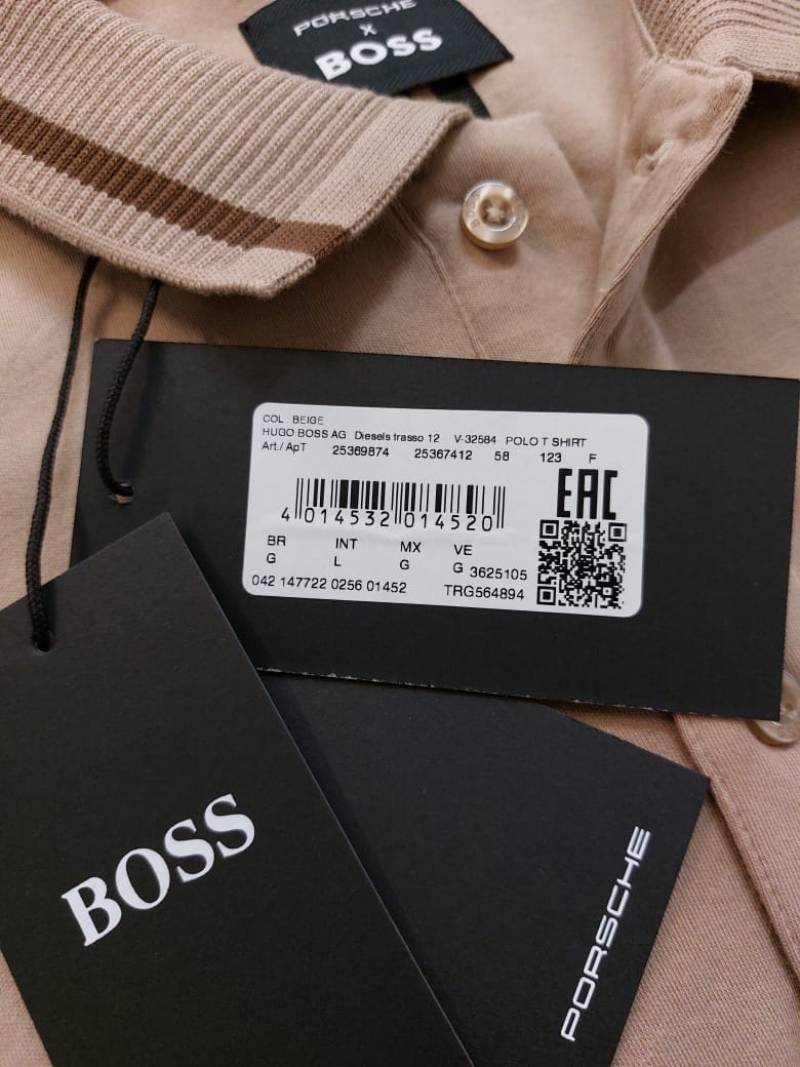 PORSCHE
X
BOSS
COL : BEIGE
HUGO BOSS AG Diesels trasso 12 V-32584 POLO T SHIRT
Art./ АрТ 25369874 25367412 58 123 F
EAC
4 014532 014520
BR INT MX VE
G L G G 3625105
042 147722 0256 01452 TRG564894
BOSS
PORSCHE